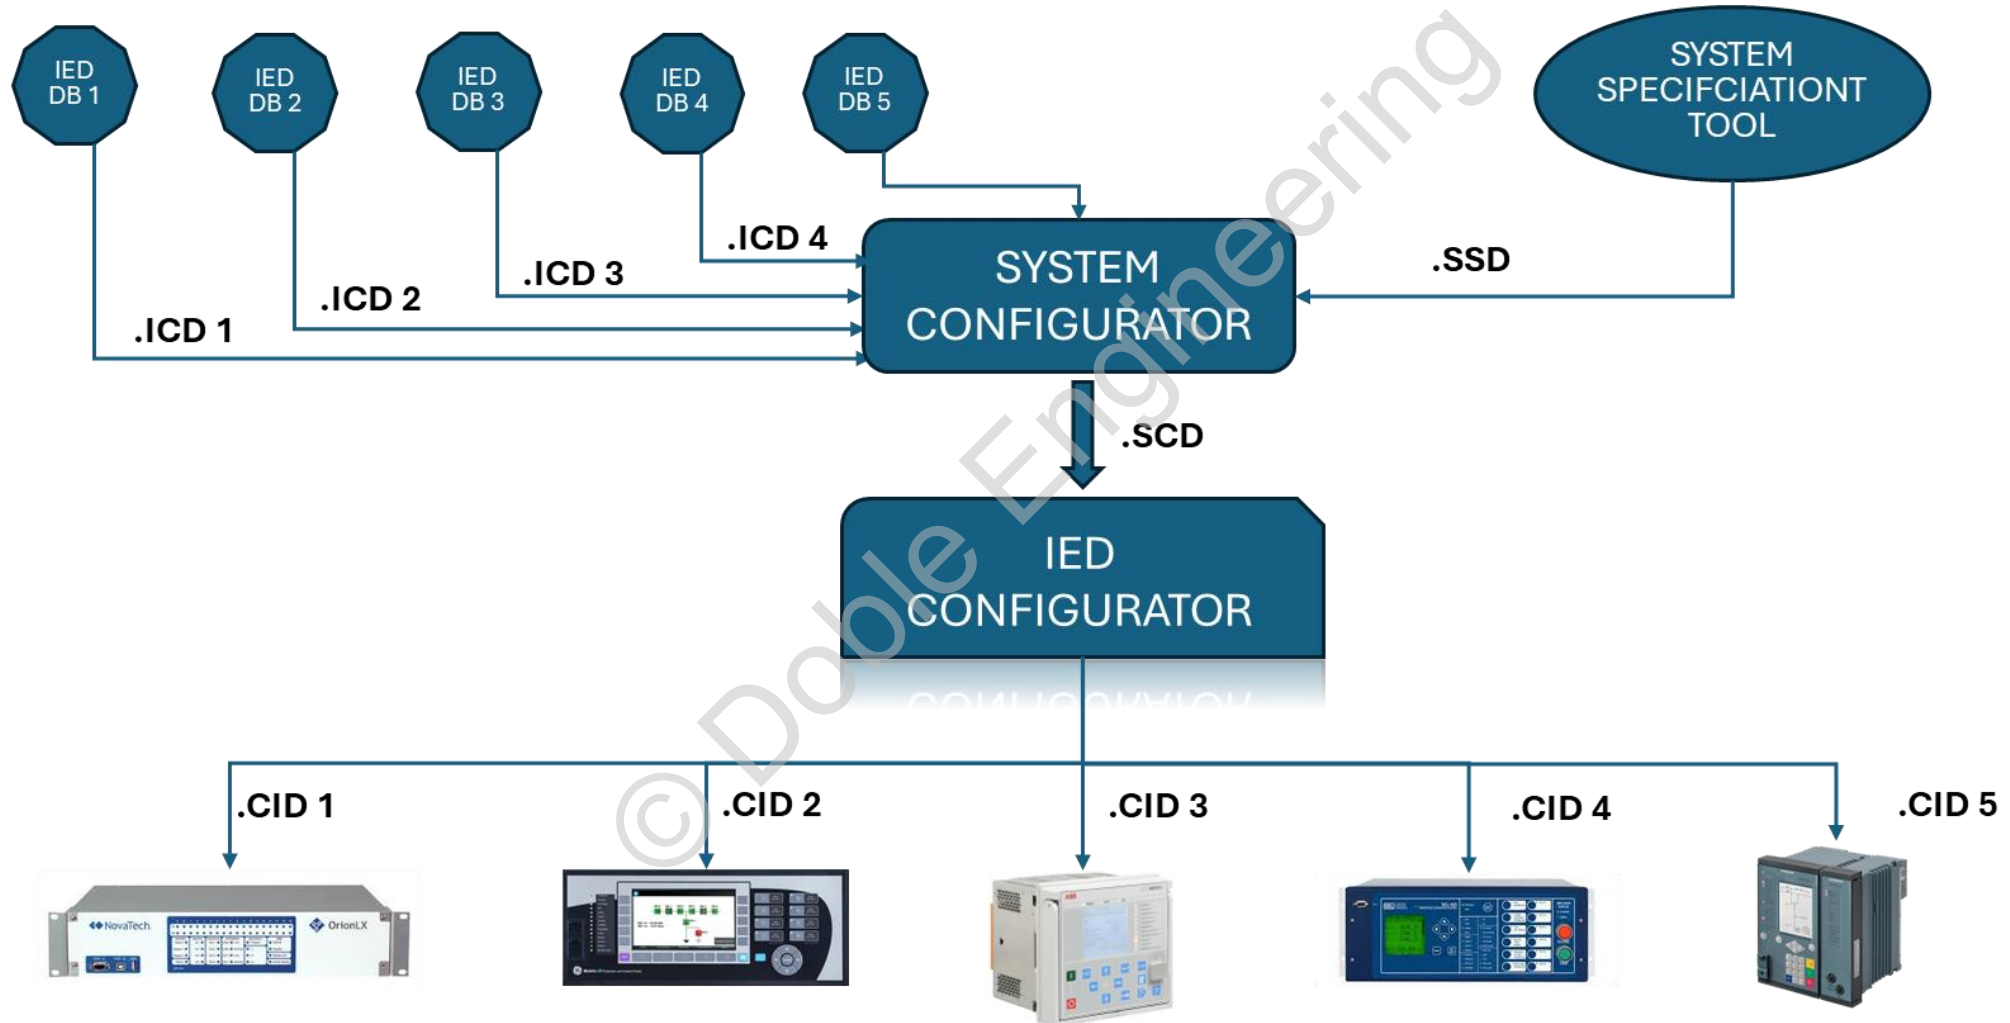 IED
DB 1
IED
DB 2
IED
DB 3
IED
DB 4
IED
DB 5
SYSTEM
SPECIFCIATIONT
TOOL
.ICD 4
.ICD 3
.ICD 2
.ICD 1
SYSTEM
CONFIGURATOR
.SSD
.SCD
IED
CONFIGURATOR
.CID 1
.CID 2
.CID 3
.CID 4
.CID 5
NovaTech
OrionLX
ABB
© Doble Engineering